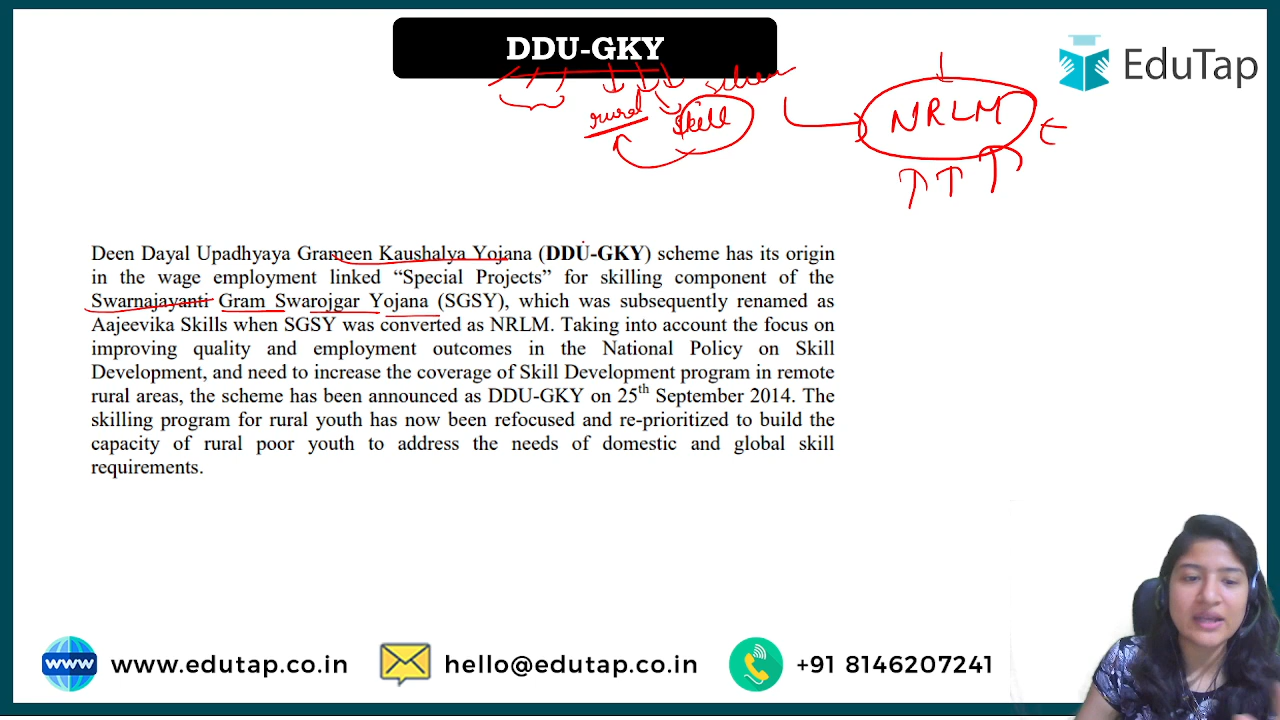 DDU-GKY
EduTap
rural
skill
NRLM
Deen Dayal Upadhyaya Grameen Kaushalya Yojana (DDU-GKY) scheme has its origin
in the wage employment linked “Special Projects” for skilling component of the
Swarnajayanti Gram Swarojgar Yojana (SGSY), which was subsequently renamed as
Aajeevika Skills when SGSY was converted as NRLM. Taking into account the focus on
improving quality and employment outcomes in the National Policy on Skill
Development, and need to increase the coverage of Skill Development program in remote
rural areas, the scheme has been announced as DDU-GKY on 25th September 2014. The
skilling program for rural youth has now been refocused and re-prioritized to build the
capacity of rural poor youth to address the needs of domestic and global skill
requirements.
www www.edutap.co.in hello@edutap.co.in +91 8146207241